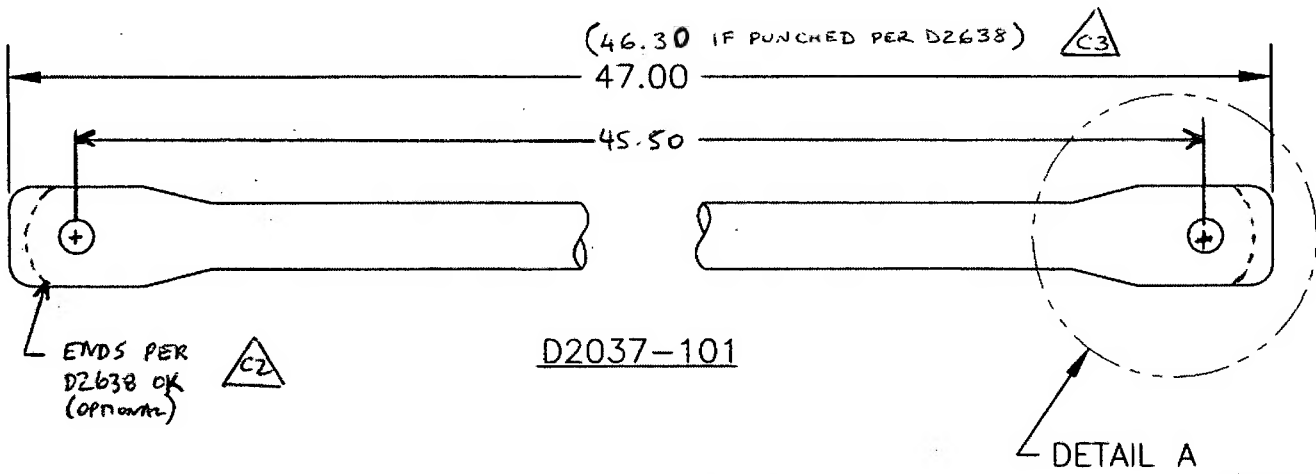 (46.30 IF PUNCHED PER D2638) C3
47.00
45.50
ENDS PER
D2638 OK C2
(OPTIONAL)
D2037-101
DETAIL A